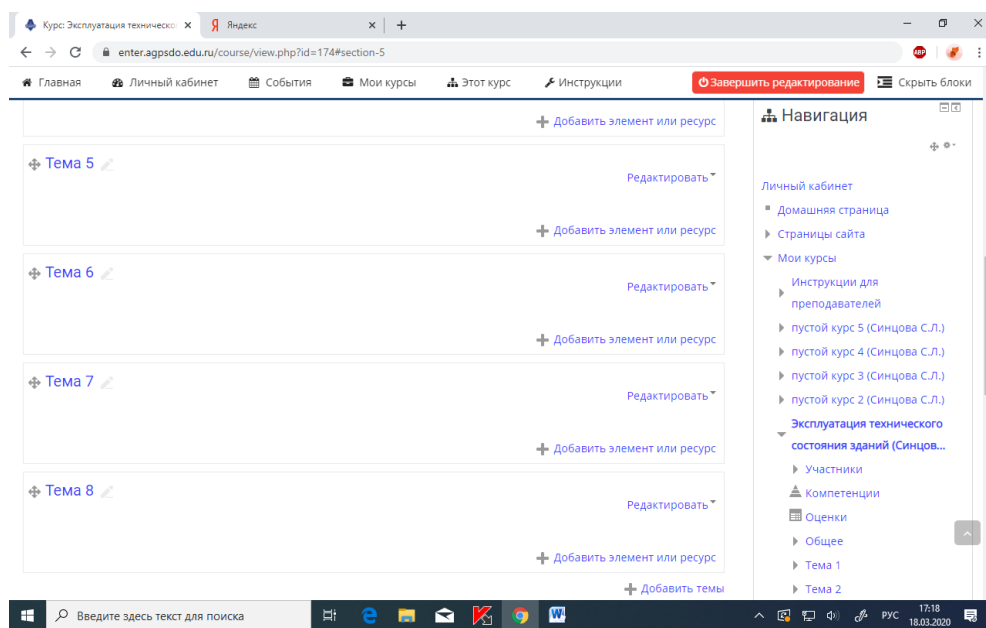 Курс: Эксплуатация техническо
Яндекс
enter.agpsdo.edu.ru/course/view.php?id=174#section-5
ABP
Главная Личный кабинет События Мои курсы Этот курс Инструкции Завершить редактирование Скрыть блоки
Добавить элемент или ресурс
Тема 5
Редактировать
Добавить элемент или ресурс
Тема 6
Редактировать
Добавить элемент или ресурс
Тема 7
Редактировать
Добавить элемент или ресурс
Тема 8
Редактировать
Добавить элемент или ресурс
Добавить темы
Навигация
Личный кабинет
Домашняя страница
Страницы сайта
Мои курсы
Инструкции для
преподавателей
пустой курс 5 (Синцова С.Л.)
пустой курс 4 (Синцова С.Л.)
пустой курс 3 (Синцова С.Л.)
пустой курс 2 (Синцова С.Л.)
Эксплуатация технического
состояния зданий (Синцов...
Участники
Компетенции
Оценки
Общее
Тема 1
Тема 2
Введите здесь текст для поиска
РУС
17:18
18.03.2020